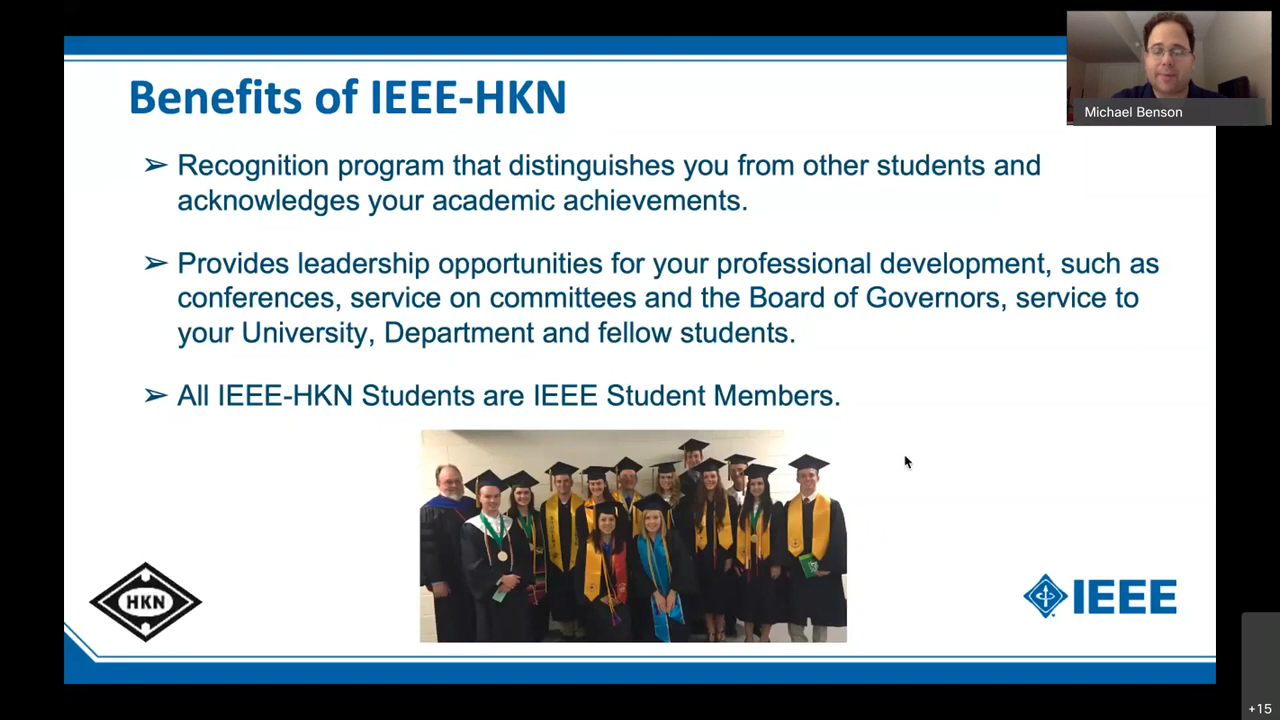 Benefits of IEEE-HKN
Michael Benson
➢ Recognition program that distinguishes you from other students and
acknowledges your academic achievements.
➢ Provides leadership opportunities for your professional development, such as
conferences, service on committees and the Board of Governors, service to
your University, Department and fellow students.
➢ All IEEE-HKN Students are IEEE Student Members.
HKN
IEEE
+15